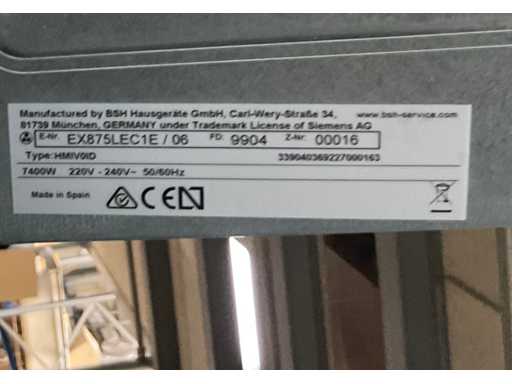 Manufactured by BSH Hausgeräte GmbH, Carl-Wery-Straße 34, www.bsh-service.com
81739 München, GERMANY under Trademark License of Siemens AG
E-Nr. EX875LEC1E / 06 FD 9904 Z-Nr. 00016
Type:HMIV0ID 339040369227000163
7400W 220V - 240V~ 50/60Hz
Made in Spain CE N